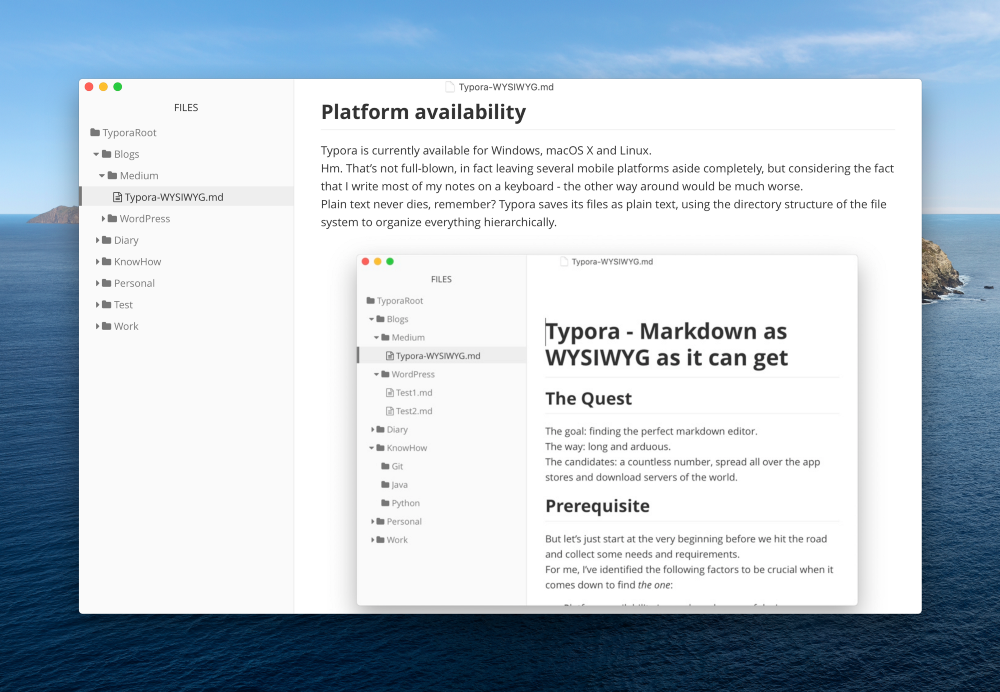 Typora-WYSIWYG.md
FILES
TyporaRoot
Blogs
Medium
Typora-WYSIWYG.md
WordPress
Diary
KnowHow
Personal
Test
Work
Platform availability
Typora is currently available for Windows, macOS X and Linux.
Hm. That's not full-blown, in fact leaving several mobile platforms aside completely, but considering the fact
that I write most of my notes on a keyboard - the other way around would be much worse.
Plain text never dies, remember? Typora saves its files as plain text, using the directory structure of the file
system to organize everything hierarchically.
Typora-WYSIWYG.md
FILES
TyporaRoot
Blogs
Medium
Typora-WYSIWYG.md
WordPress
Test1.md
Test2.md
Diary
KnowHow
Git
Java
Python
Personal
Work
Typora - Markdown as
WYSIWYG as it can get
The Quest
The goal: finding the perfect markdown editor.
The way: long and arduous.
The candidates: a countless number, spread all over the app
stores and download servers of the world.
Prerequisite
But let's just start at the very beginning before we hit the road
and collect some needs and requirements.
For me, I've identified the following factors to be crucial when it
comes down to find the one: